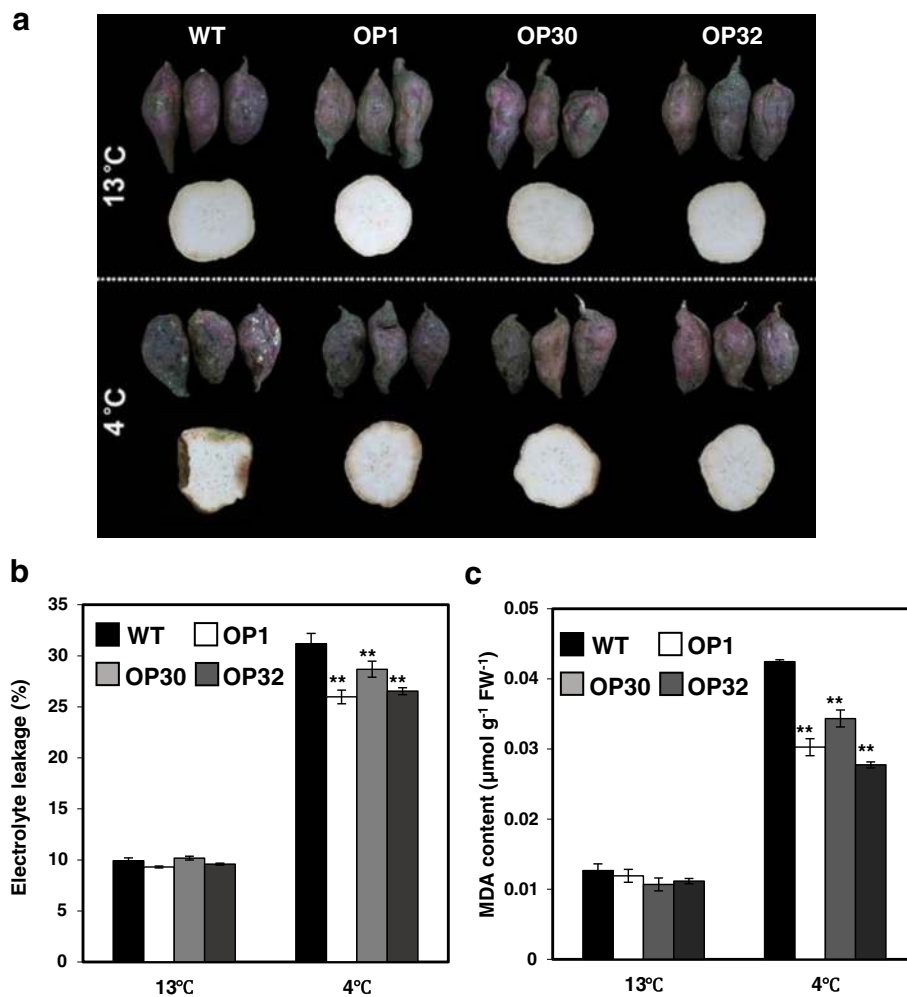 a
WT OP1 OP30 OP32
13°C
4°C
b
35
30
25
20
15
10
5
0
Electrolyte leakage (%)
WT OP1
OP30 OP32
** ** **
13℃ 4℃
c
0.05
0.04
0.03
0.02
0.01
0
MDA content (μmol g⁻¹ FW⁻¹)
WT OP1
OP30 OP32
** ** **
13℃ 4℃